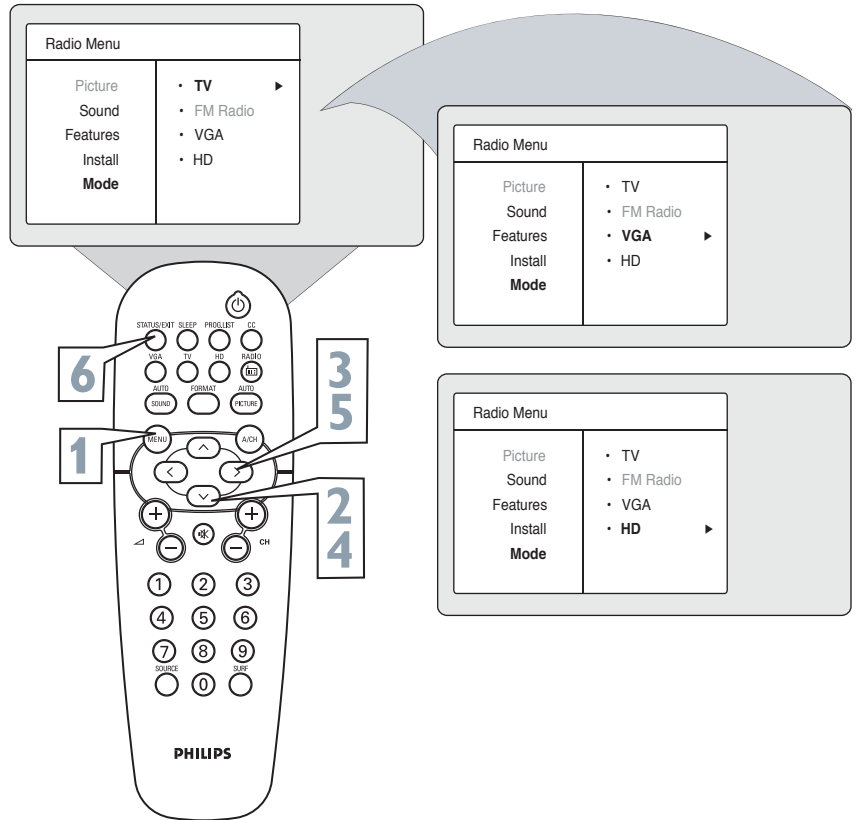 Radio Menu
Picture
Sound
Features
Install
Mode
• TV
• FM Radio
• VGA
• HD
Radio Menu
Picture
Sound
Features
Install
Mode
• TV
• FM Radio
• VGA
• HD
Radio Menu
Picture
Sound
Features
Install
Mode
• TV
• FM Radio
• VGA
• HD
STATUS/EXIT SLEEP PROG.LIST CC
VGA TV HD RADIO
AUTO FORMAT AUTO
SOUND PICTURE
MENU A/CH
CH
1 2 3
4 5 6
7 8 9
SOURCE 0 SURF
PHILIPS
6
1
3
5
2
4